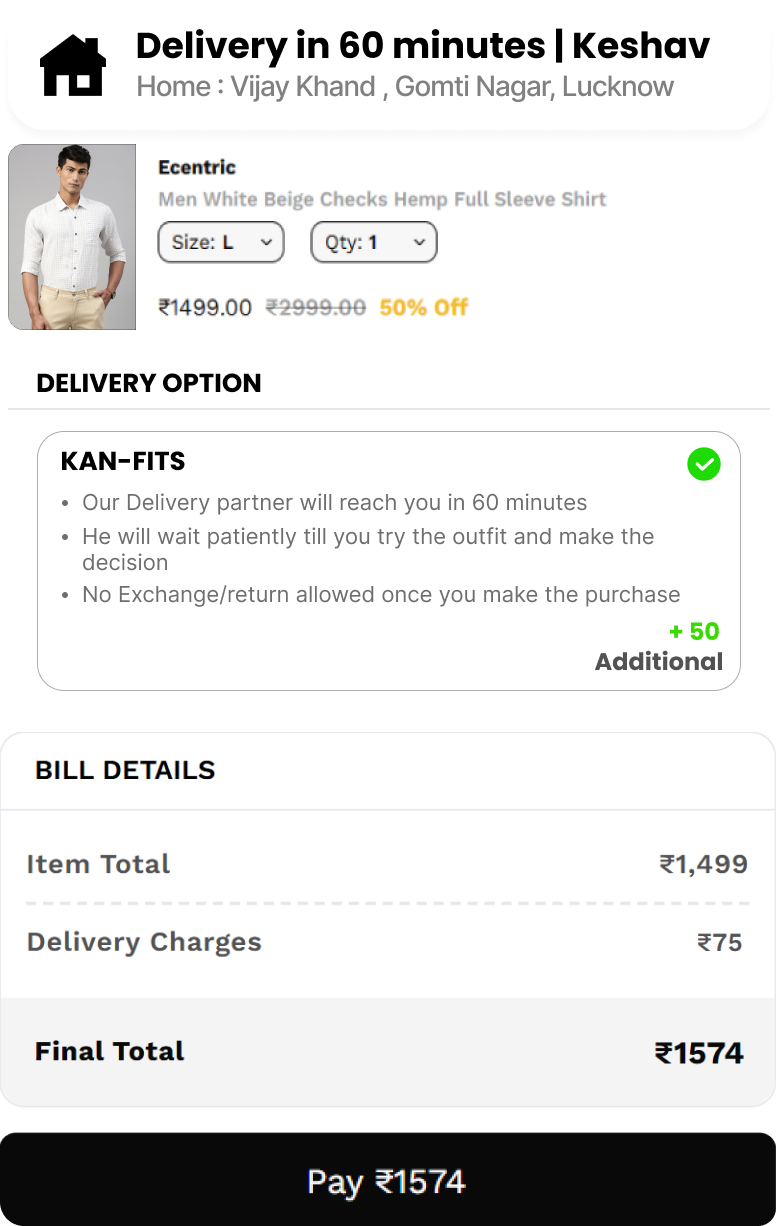 Delivery in 60 minutes | Keshav
Home : Vijay Khand , Gomti Nagar, Lucknow
Ecentric
Men White Beige Checks Hemp Full Sleeve Shirt
Size: L
Qty: 1
₹1499.00 ₹2999.00 50% Off
DELIVERY OPTION
KAN-FITS
• Our Delivery partner will reach you in 60 minutes
• He will wait patiently till you try the outfit and make the
decision
• No Exchange/return allowed once you make the purchase
+ 50
Additional
BILL DETAILS
Item Total ₹1,499
Delivery Charges ₹75
Final Total ₹1574
Pay ₹1574